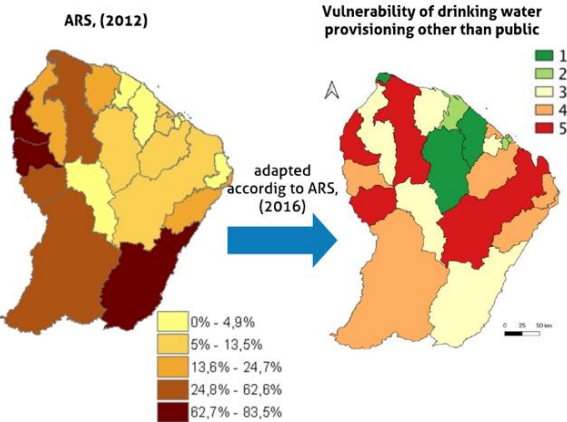 ARS, (2012)
Vulnerability of drinking water
provisioning other than public
1
2
3
4
5
adapted
accordig to ARS,
(2016)
0% - 4,9%
5% - 13,5%
13,6% - 24,7%
24,8% - 62,6%
62,7% - 83,5%
0 25 50 km